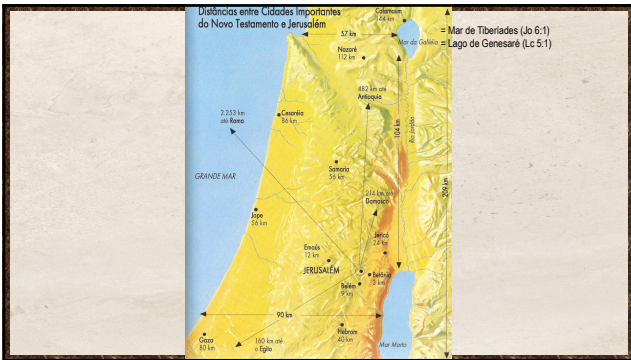 Distâncias entre Cidades Importantes
do Novo Testamento e Jerusalém
Cafarnaum
144 km
57 km
Mar da Galiléia
= Mar de Tiberíades (Jo 6:1)
= Lago de Genesaré (Lc 5:1)
Nazaré
112 km
482 km até
Antioquia
2.253 km
até Roma
Cesaréia
86 km
104 km
Rio Jordão
Samaria
56 km
GRANDE MAR
209 km
214 km até
Damasco
Jope
56 km
Jericó
24 km
Emaús
12 km
JERUSALÉM
Betânia
3 km
Belém
9 km
90 km
Hebrom
40 km
Gaza
80 km
160 km até
o Egito
Mar Morto